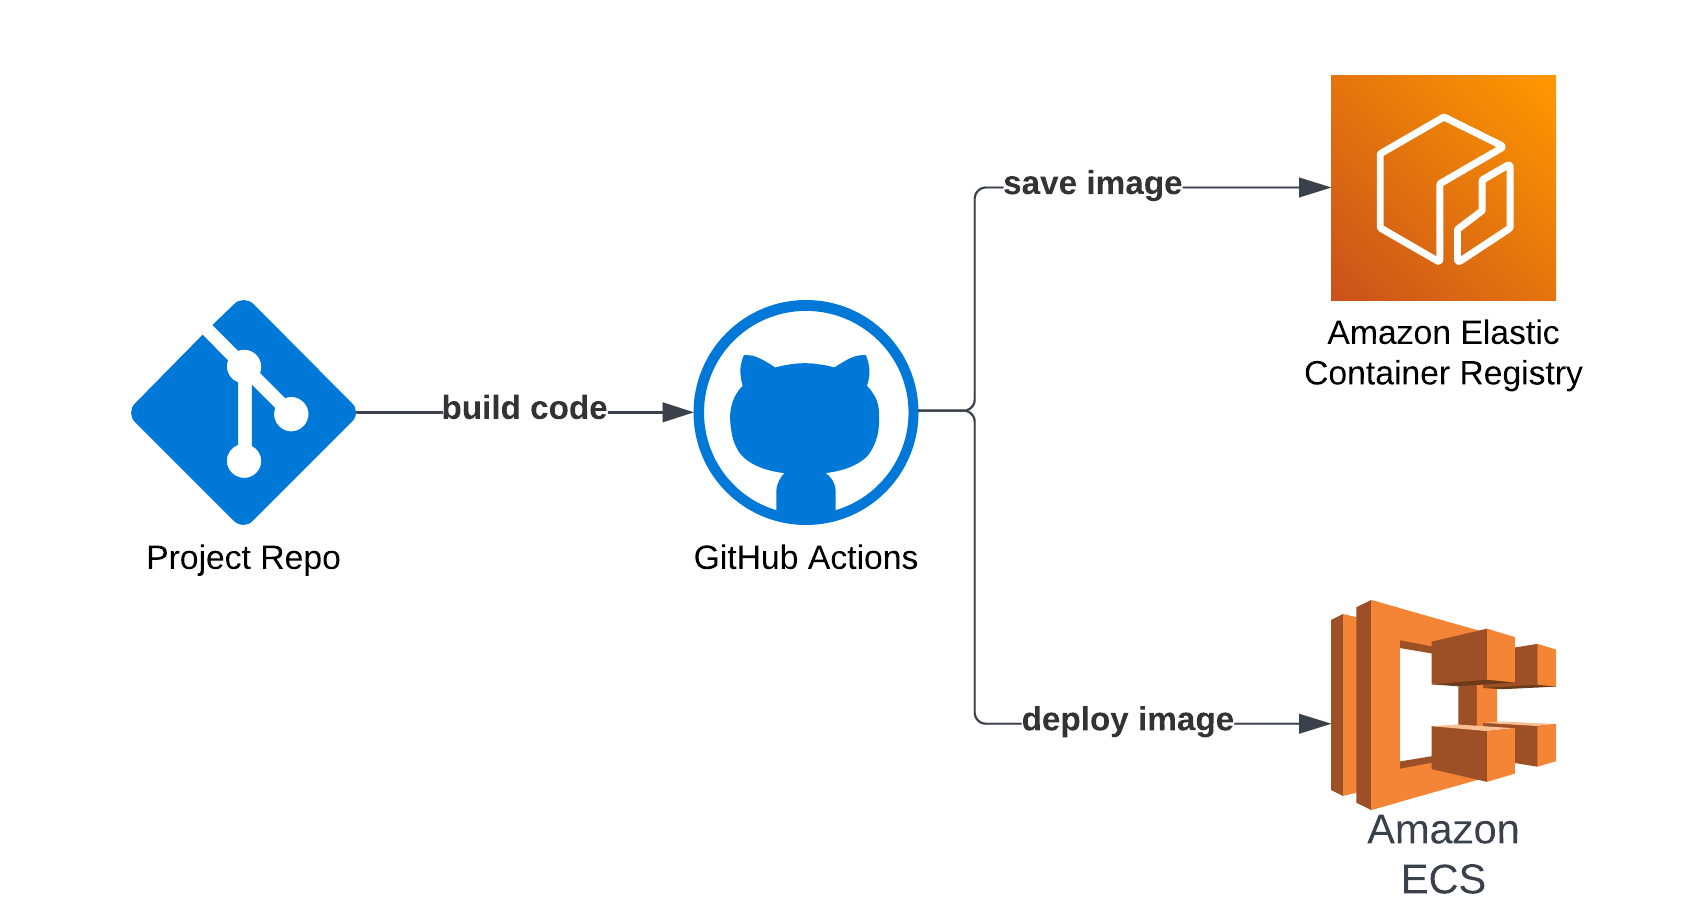 save image
Amazon Elastic
Container Registry
build code
Project Repo
GitHub Actions
deploy image
Amazon
ECS